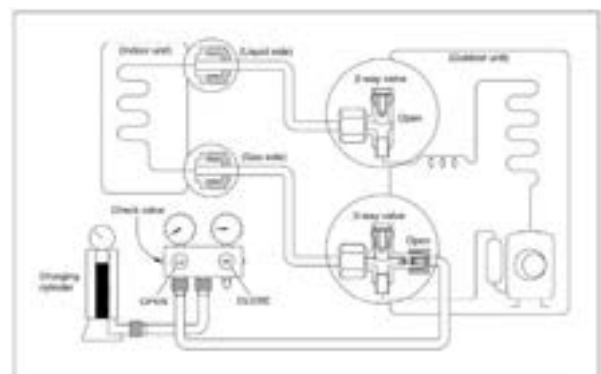 (Indoor unit)
(Liquid side)
2-way valve
(Outdoor unit)
Open
(Gas side)
3-way valve
Open
Check valve
Charging
cylinder
OPEN
CLOSE